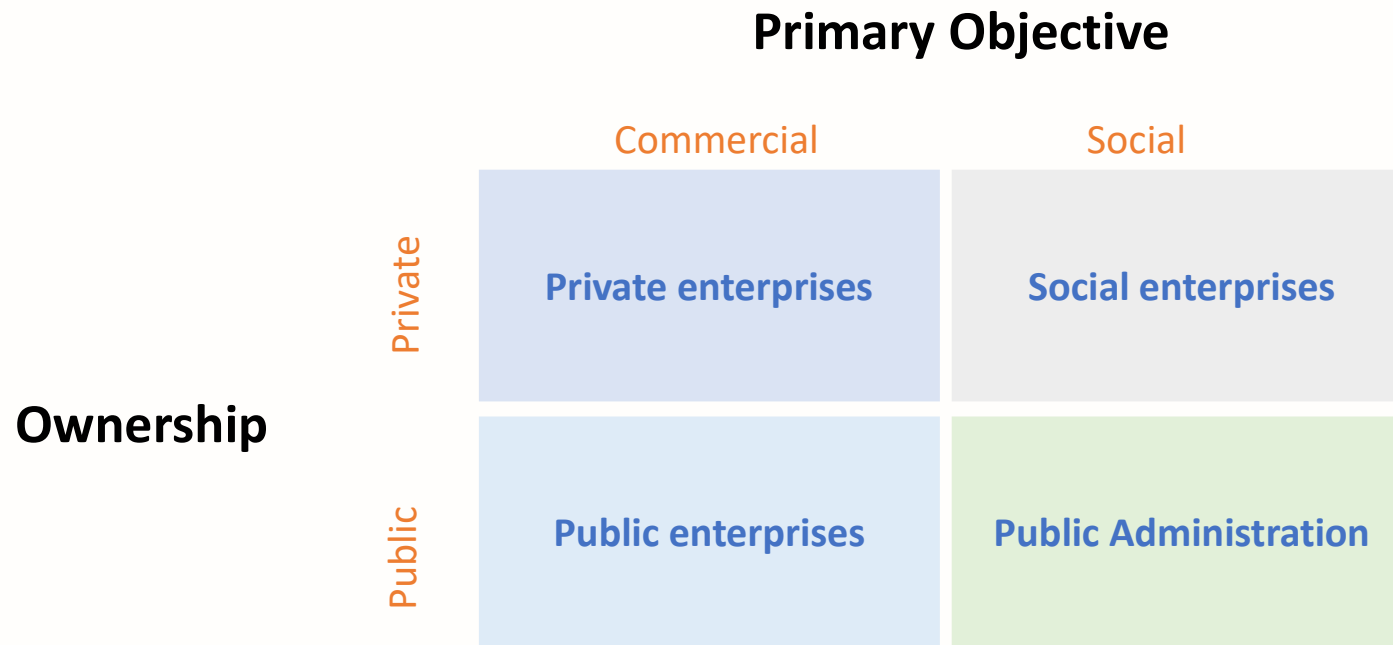 Primary Objective
Commercial
Social
Private
Private enterprises
Social enterprises
Ownership
Public
Public enterprises
Public Administration